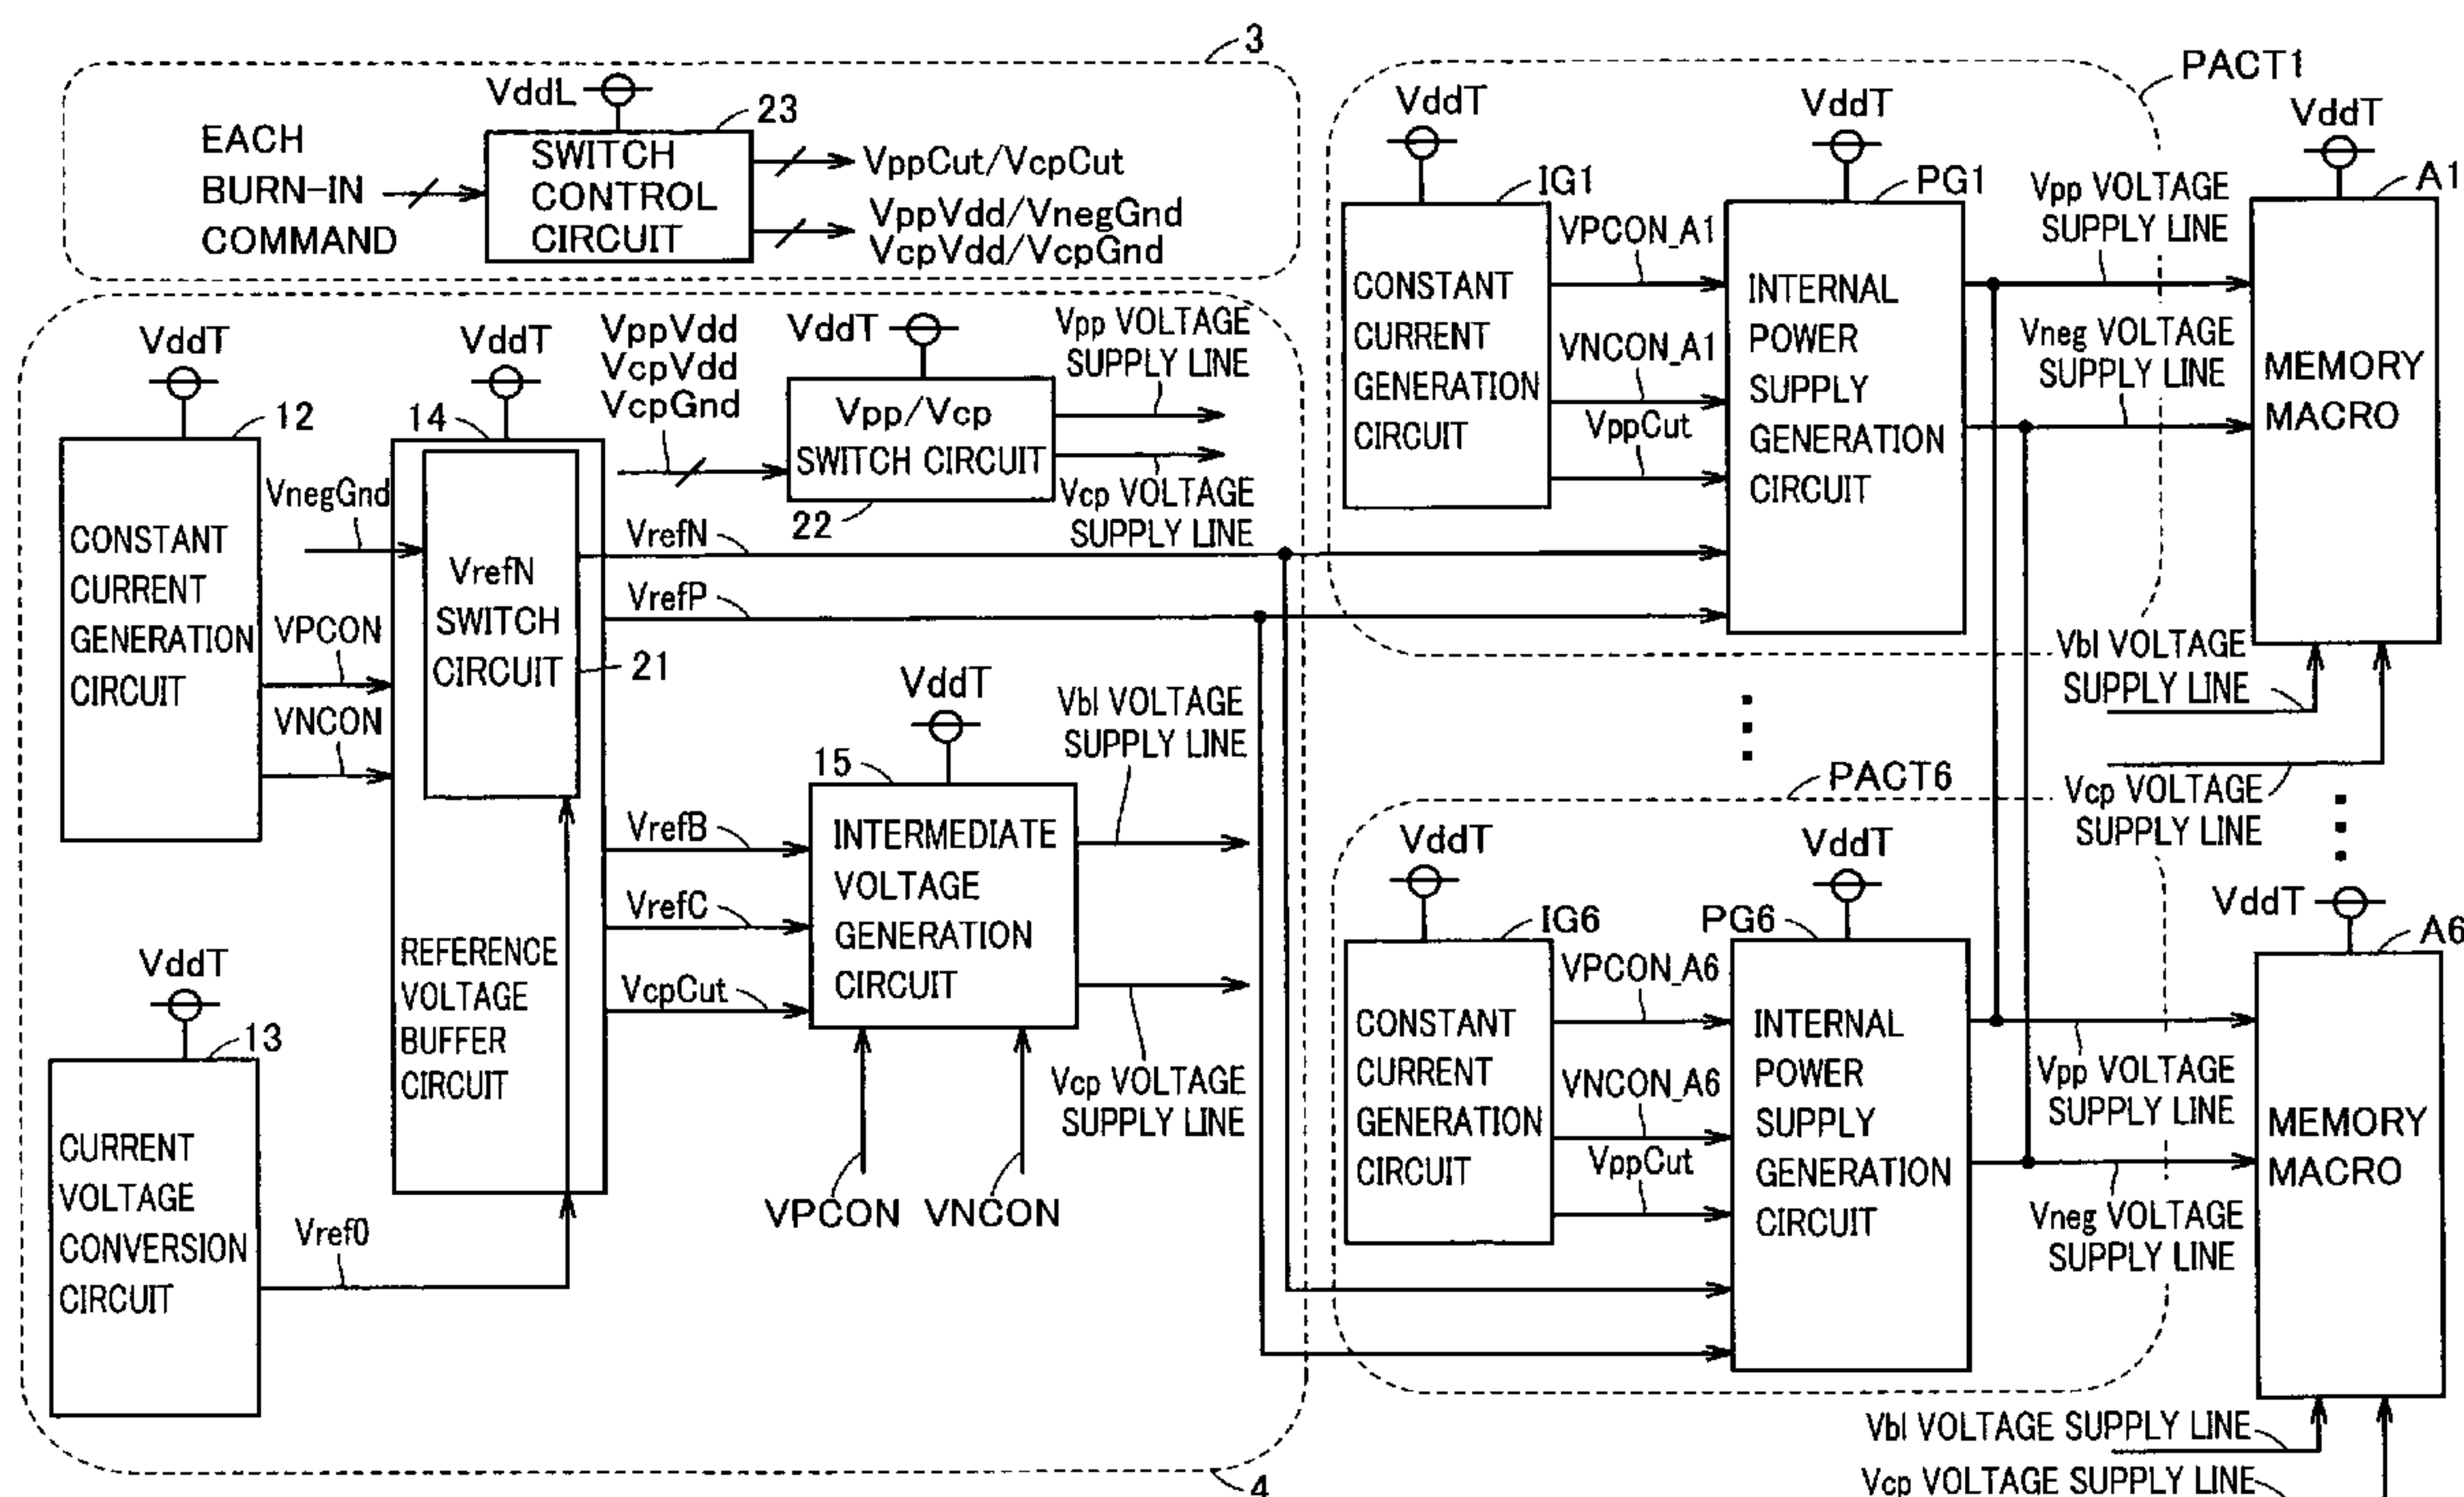 3
VddL
23
EACH
BURN-IN
COMMAND
SWITCH
CONTROL
CIRCUIT
VppCut/VcpCut
VppVdd/VnegGnd
VcpVdd/VcpGnd
4
VddT
12
CONSTANT
CURRENT
GENERATION
CIRCUIT
VnegGnd
VPCON
VNCON
VddT
14
VrefN
SWITCH
CIRCUIT
21
REFERENCE
VOLTAGE
BUFFER
CIRCUIT
VddT
13
CURRENT
VOLTAGE
CONVERSION
CIRCUIT
Vref0
VppVdd
VcpVdd
VcpGnd
VddT
Vpp/Vcp
SWITCH CIRCUIT
22
Vpp VOLTAGE
SUPPLY LINE
Vcp VOLTAGE
SUPPLY LINE
VrefN
VrefP
VrefB
VrefC
VcpCut
VddT
15
INTERMEDIATE
VOLTAGE
GENERATION
CIRCUIT
VPCON
VNCON
Vbl VOLTAGE
SUPPLY LINE
Vcp VOLTAGE
SUPPLY LINE
PACT1
VddT
IG1
CONSTANT
CURRENT
GENERATION
CIRCUIT
VPCON_A1
VNCON_A1
VppCut
VddT
PG1
INTERNAL
POWER
SUPPLY
GENERATION
CIRCUIT
Vpp VOLTAGE
SUPPLY LINE
Vneg VOLTAGE
SUPPLY LINE
VddT
A1
MEMORY
MACRO
Vbl VOLTAGE
SUPPLY LINE
Vcp VOLTAGE
SUPPLY LINE
PACT6
VddT
IG6
CONSTANT
CURRENT
GENERATION
CIRCUIT
VPCON_A6
VNCON_A6
VppCut
VddT
PG6
INTERNAL
POWER
SUPPLY
GENERATION
CIRCUIT
Vpp VOLTAGE
SUPPLY LINE
Vneg VOLTAGE
SUPPLY LINE
VddT
A6
MEMORY
MACRO
Vbl VOLTAGE SUPPLY LINE
Vcp VOLTAGE SUPPLY LINE